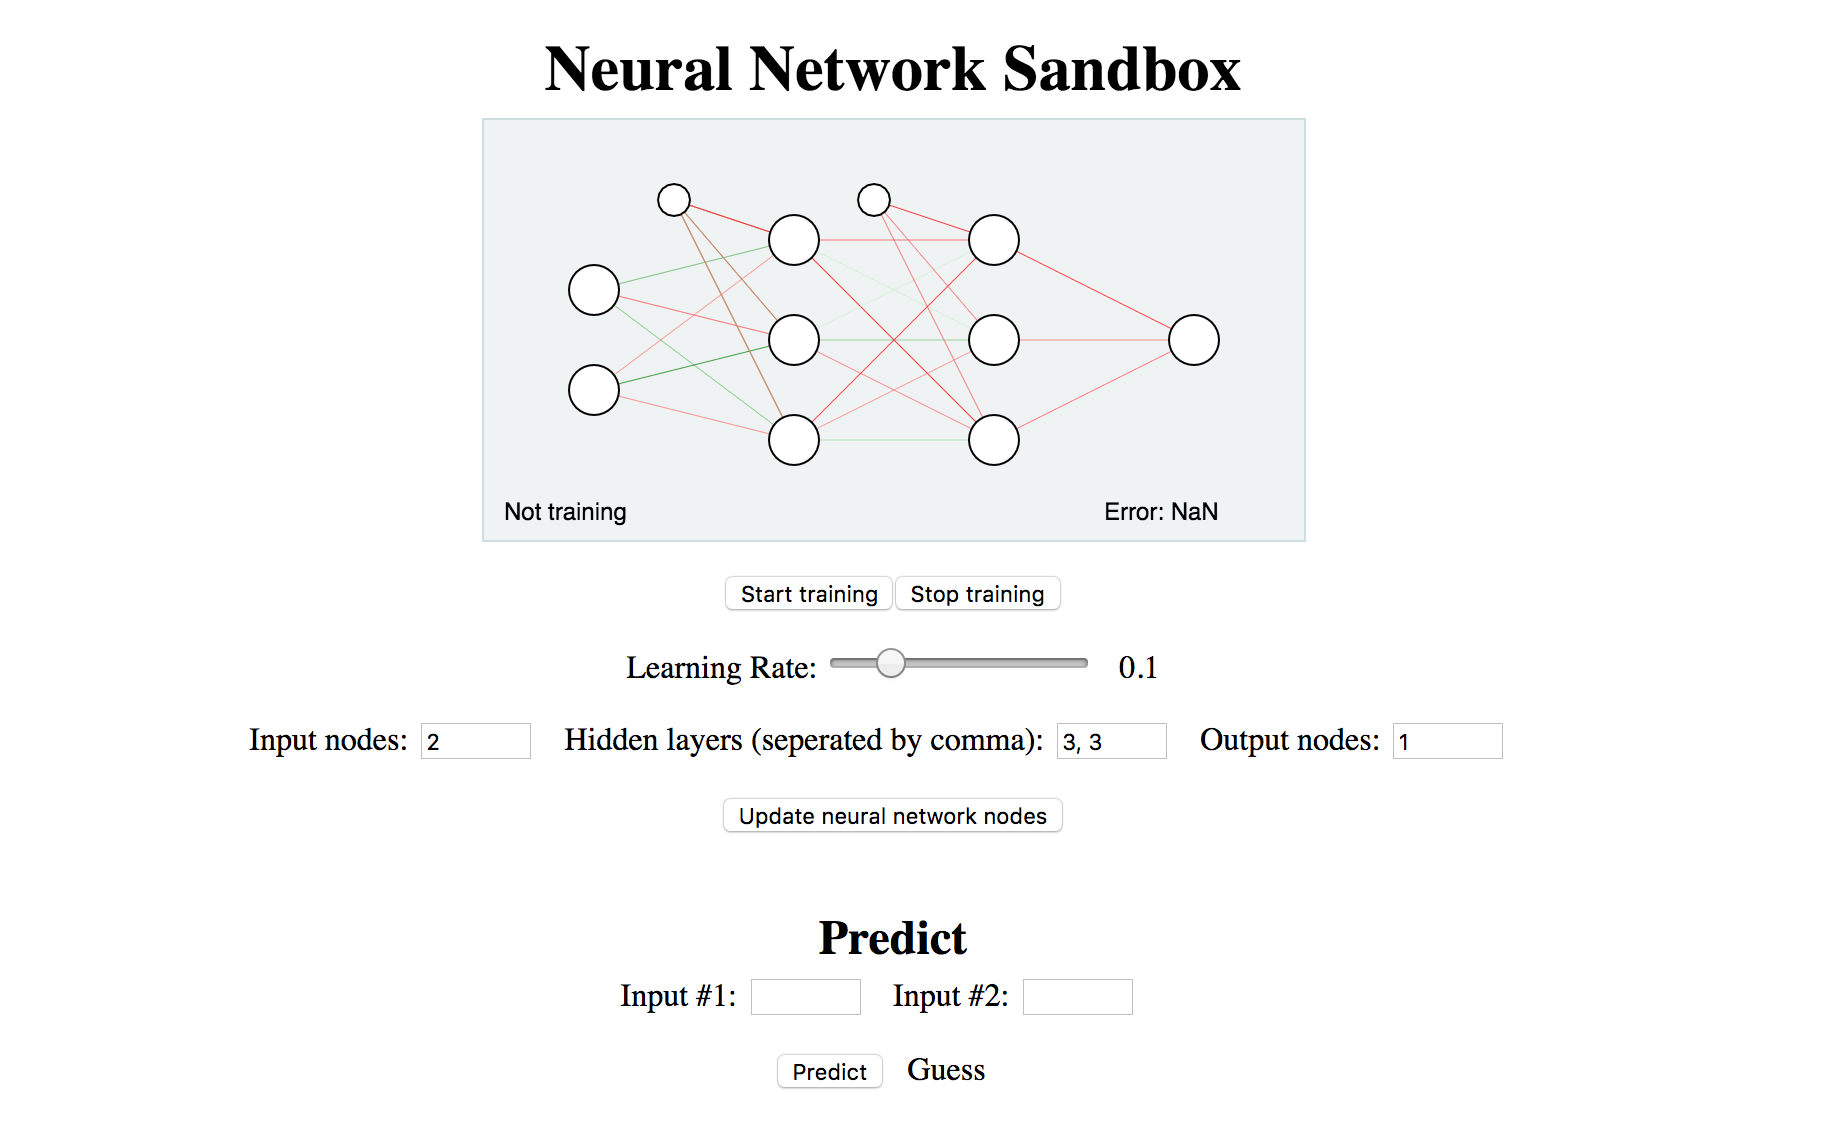 Neural Network Sandbox
Not training Error: NaN
Start training Stop training
Learning Rate: 0.1
Input nodes: 2 Hidden layers (seperated by comma): 3, 3 Output nodes: 1
Update neural network nodes
Predict
Input #1: Input #2:
Predict Guess